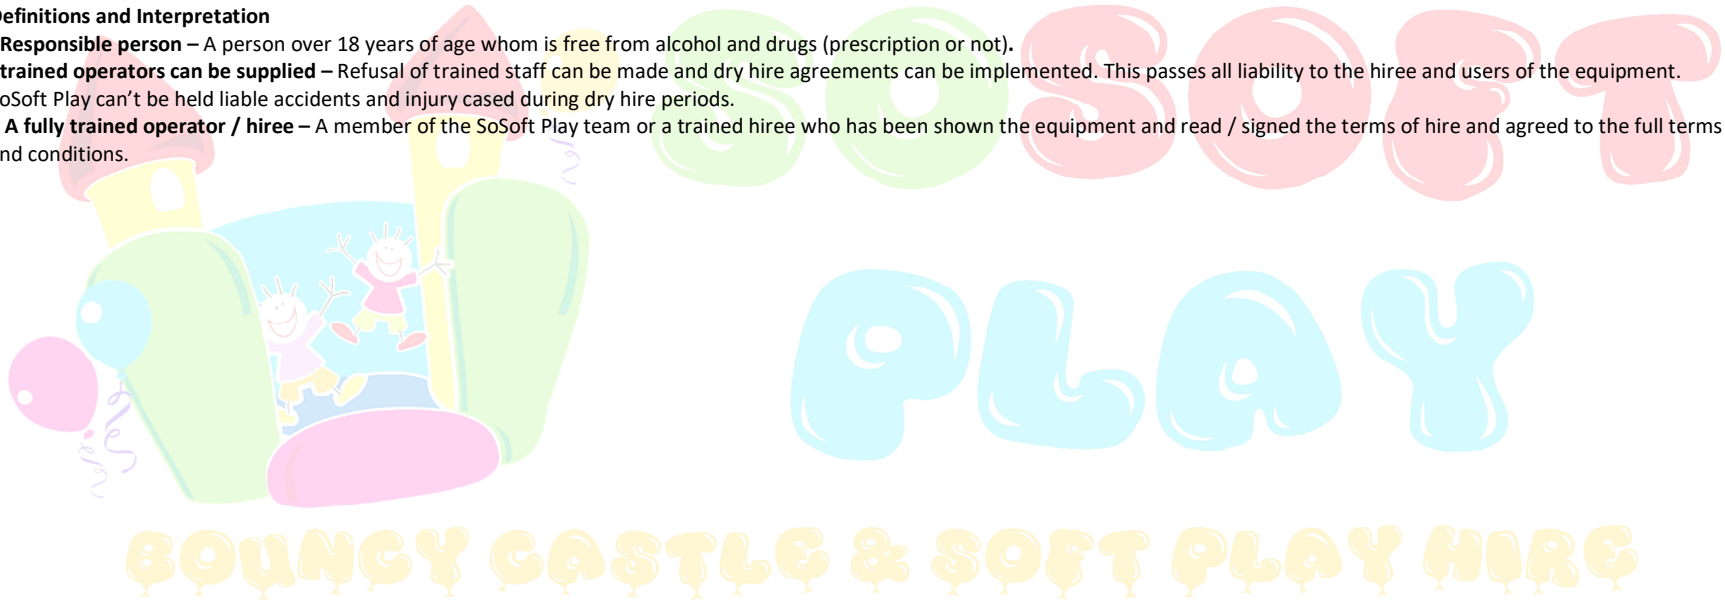 Definitions and Interpretation
Responsible person – A person over 18 years of age whom is free from alcohol and drugs (prescription or not).
trained operators can be supplied – Refusal of trained staff can be made and dry hire agreements can be implemented. This passes all liability to the hiree and users of the equipment.
oSoft Play can't be held liable accidents and injury cased during dry hire periods.
A fully trained operator / hiree – A member of the SoSoft Play team or a trained hiree who has been shown the equipment and read / signed the terms of hire and agreed to the full terms
nd conditions.
SO SOFT
PLAY
BOUNCY CASTLE & SOFT PLAY HIRE